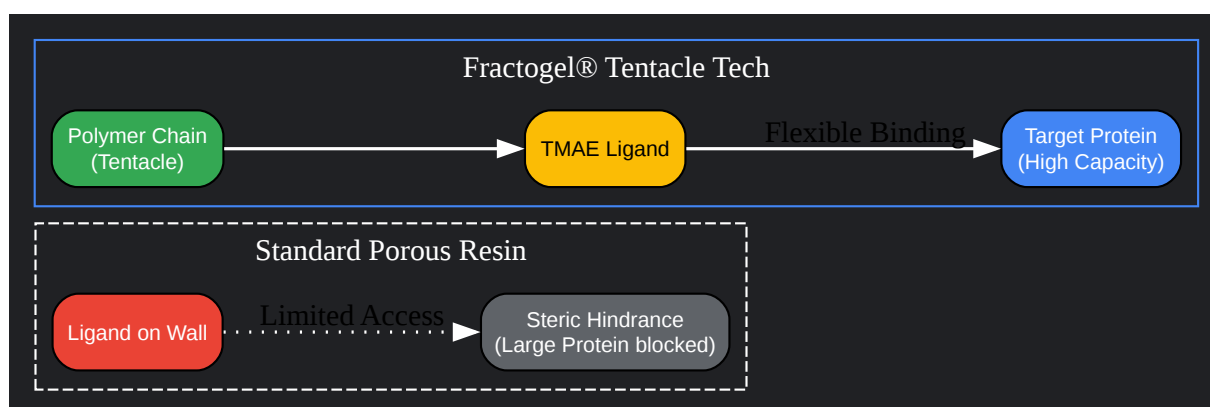 Fractogel® Tentacle Tech
Polymer Chain
(Tentacle)
TMAE Ligand
Flexible Binding
Target Protein
(High Capacity)
Standard Porous Resin
Ligand on Wall
Limited Access
Steric Hindrance
(Large Protein blocked)